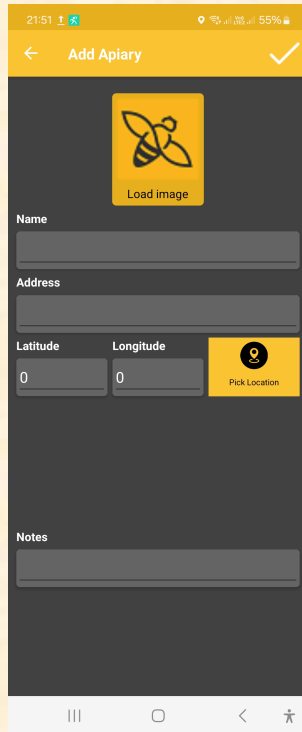 21:51 55%
Add Apiary
Load image
Name
Address
Latitude Longitude
0 0
Pick Location
Notes